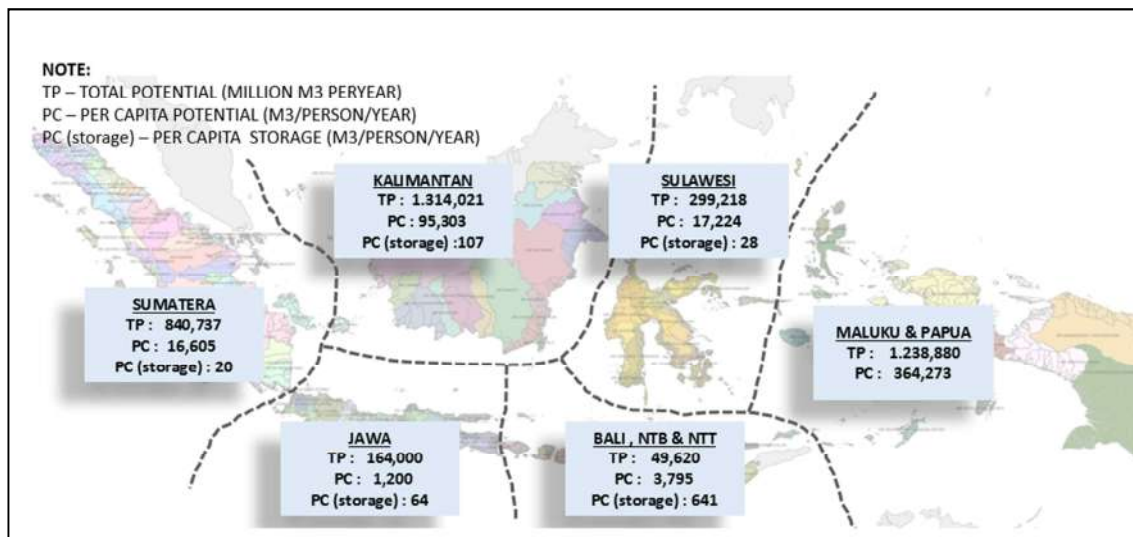 NOTE:
TP – TOTAL POTENTIAL (MILLION M3 PERYEAR)
PC – PER CAPITA POTENTIAL (M3/PERSON/YEAR)
PC (storage) – PER CAPITA STORAGE (M3/PERSON/YEAR)
KALIMANTAN
TP : 1.314,021
PC : 95,303
PC (storage) :107
SULAWESI
TP : 299,218
PC : 17,224
PC (storage) : 28
SUMATERA
TP : 840,737
PC : 16,605
PC (storage) : 20
MALUKU & PAPUA
TP : 1.238,880
PC : 364,273
JAWA
TP : 164,000
PC : 1,200
PC (storage) : 64
BALI , NTB & NTT
TP : 49,620
PC : 3,795
PC (storage) : 641